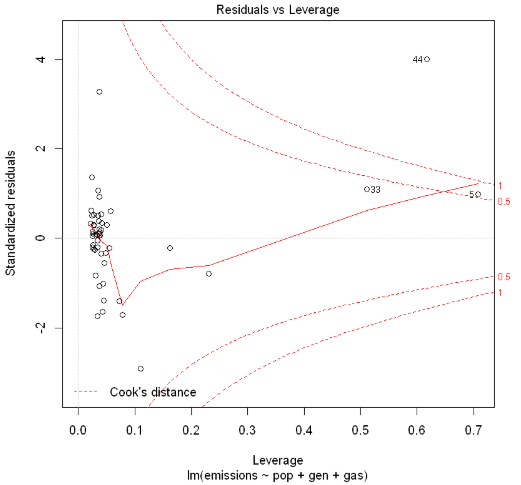 Residuals vs Leverage
4
2
0
-2
Standardized residuals
44
33
5
1
0.5
0.5
1
Cook's distance
0.0 0.1 0.2 0.3 0.4 0.5 0.6 0.7
Leverage
lm(emissions ~ pop + gen + gas)